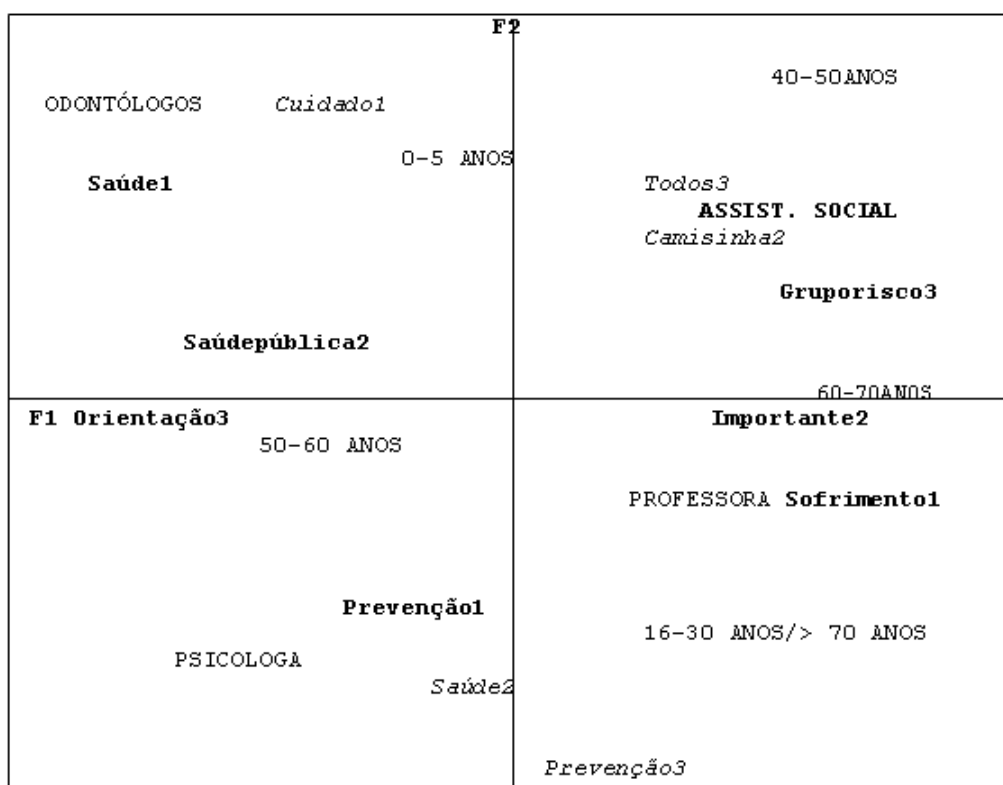 F2
40-50ANOS
ODONTÓLOGOS Cuidado1
0-5 ANOS
Saúde1 Todos3
ASSIST. SOCIAL
Camisinha2
Gruporisco3
Saúdepública2
60-70ANOS
F1 Orientação3 Importante2
50-60 ANOS
PROFESSORA Sofrimento1
Prevenção1
16-30 ANOS/> 70 ANOS
PSICOLOGA
Saúde2
Prevenção3